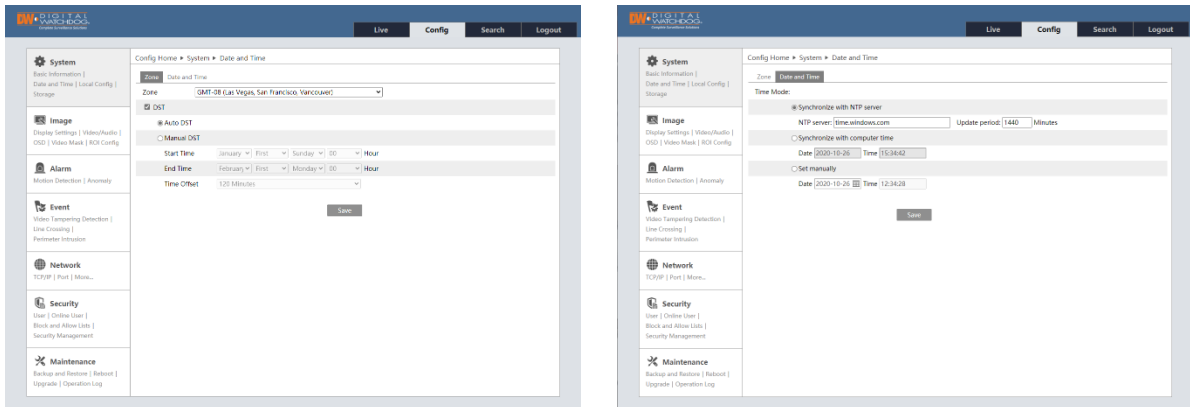 DIGITAL
WATCHDOG.
Complete Surveillance Solutions
Live Config Search Logout
System
Basic Information |
Date and Time | Local Config |
Storage
Image
Display Settings | Video/Audio |
OSD | Video Mask | ROI Config
Alarm
Motion Detection | Anomaly
Event
Video Tampering Detection |
Line Crossing |
Perimeter Intrusion
Network
TCP/IP | Port | More...
Security
User | Online User |
Block and Allow Lists |
Security Management
Maintenance
Backup and Restore | Reboot |
Upgrade | Operation Log
Config Home ▸ System ▸ Date and Time
Zone Date and Time
Zone GMT-08 (Las Vegas, San Francisco, Vancouver)
DST
Auto DST
Manual DST
Start Time January First Sunday 00 Hour
End Time February First Monday 00 Hour
Time Offset 120 Minutes
Save
DIGITAL
WATCHDOG.
Complete Surveillance Solutions
Live Config Search Logout
System
Basic Information |
Date and Time | Local Config |
Storage
Image
Display Settings | Video/Audio |
OSD | Video Mask | ROI Config
Alarm
Motion Detection | Anomaly
Event
Video Tampering Detection |
Line Crossing |
Perimeter Intrusion
Network
TCP/IP | Port | More...
Security
User | Online User |
Block and Allow Lists |
Security Management
Maintenance
Backup and Restore | Reboot |
Upgrade | Operation Log
Config Home ▸ System ▸ Date and Time
Zone Date and Time
Time Mode:
Synchronize with NTP server
NTP server: time.windows.com Update period: 1440 Minutes
Synchronize with computer time
Date 2020-10-26 Time 15:34:42
Set manually
Date 2020-10-26 Time 12:34:28
Save